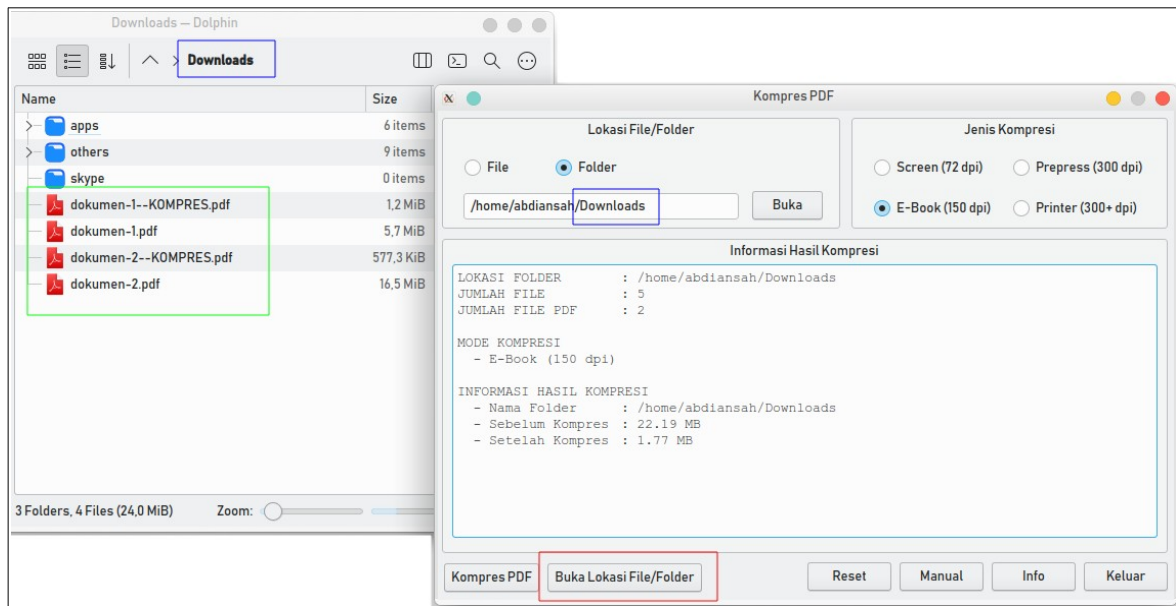 Downloads — Dolphin
Downloads
Name Size
apps 6 items
others 9 items
skype 0 items
dokumen-1--KOMPRES.pdf 1,2 MiB
dokumen-1.pdf 5,7 MiB
dokumen-2--KOMPRES.pdf 577,3 KiB
dokumen-2.pdf 16,5 MiB
3 Folders, 4 Files (24,0 MiB) Zoom:
Kompres PDF
Lokasi File/Folder
File Folder
/home/abdiansah/Downloads Buka
Jenis Kompresi
Screen (72 dpi) Prepress (300 dpi)
E-Book (150 dpi) Printer (300+ dpi)
Informasi Hasil Kompresi
LOKASI FOLDER : /home/abdiansah/Downloads
JUMLAH FILE : 5
JUMLAH FILE PDF : 2
MODE KOMPRESI
- E-Book (150 dpi)
INFORMASI HASIL KOMPRESI
- Nama Folder : /home/abdiansah/Downloads
- Sebelum Kompres : 22.19 MB
- Setelah Kompres : 1.77 MB
Kompres PDF Buka Lokasi File/Folder Reset Manual Info Keluar